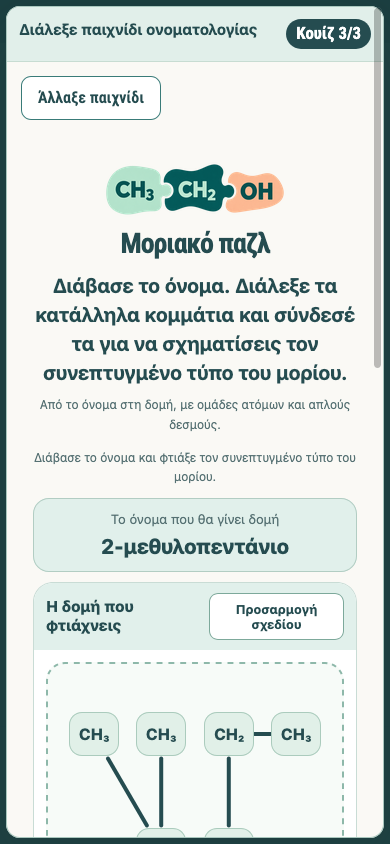 Διάλεξε παιχνίδι ονοματολογίας
Κουίζ 3/3
Άλλαξε παιχνίδι
CH₃ CH₂ OH
Μοριακό παζλ
Διάβασε το όνομα. Διάλεξε τα
κατάλληλα κομμάτια και σύνδεσέ
τα για να σχηματίσεις τον
συνεπτυγμένο τύπο του μορίου.
Από το όνομα στη δομή, με ομάδες ατόμων και απλούς
δεσμούς.
Διάβασε το όνομα και φτιάξε τον συνεπτυγμένο τύπο του
μορίου.
Το όνομα που θα γίνει δομή
2-μεθυλοπεντάνιο
Η δομή που
φτιάχνεις
Προσαρμογή
σχεδίου
CH₃ CH₃ CH₂ CH₃